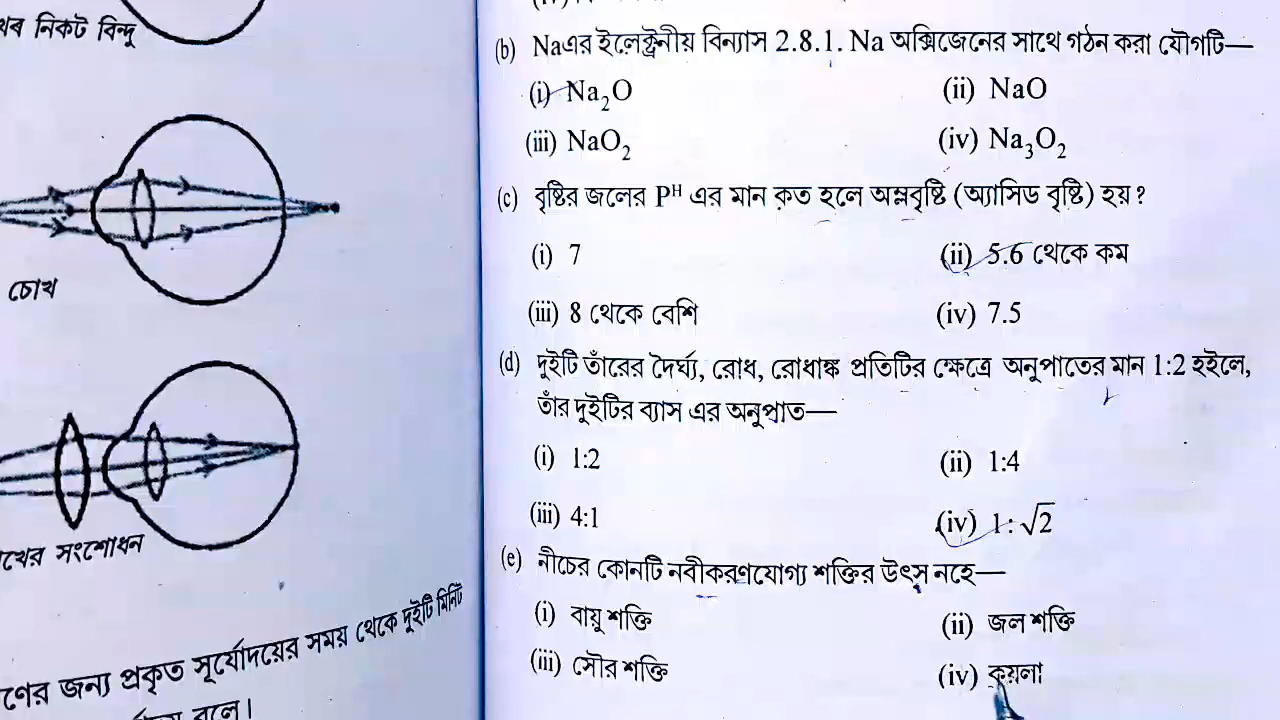 নিকট বিন্দু
চোখ
সংশোধন
জন্য প্রকৃত সূর্যোদয়ের সময় থেকে দুইটি মিনিট
বলে।
(b) Naএর ইলেক্ট্রনীয় বিন্যাস 2.8.1. Na অক্সিজেনের সাথে গঠন করা যৌগটি—
(i) Na₂O (ii) NaO
(iii) NaO₂ (iv) Na₃O₂
(c) বৃষ্টির জলের Pᴴ এর মান কত হলে অম্লবৃষ্টি (অ্যাসিড বৃষ্টি) হয়?
(i) 7 (ii) 5.6 থেকে কম
(iii) 8 থেকে বেশি (iv) 7.5
(d) দুইটি তাঁরের দৈর্ঘ্য, রোধ, রোধাঙ্ক প্রতিটির ক্ষেত্রে অনুপাতের মান 1:2 হইলে,
তাঁর দুইটির ব্যাস এর অনুপাত—
(i) 1:2 (ii) 1:4
(iii) 4:1 (iv) 1:√2
(e) নীচের কোনটি নবীকরণযোগ্য শক্তির উৎস নহে—
(i) বায়ু শক্তি (ii) জল শক্তি
(iii) সৌর শক্তি (iv) কয়লা